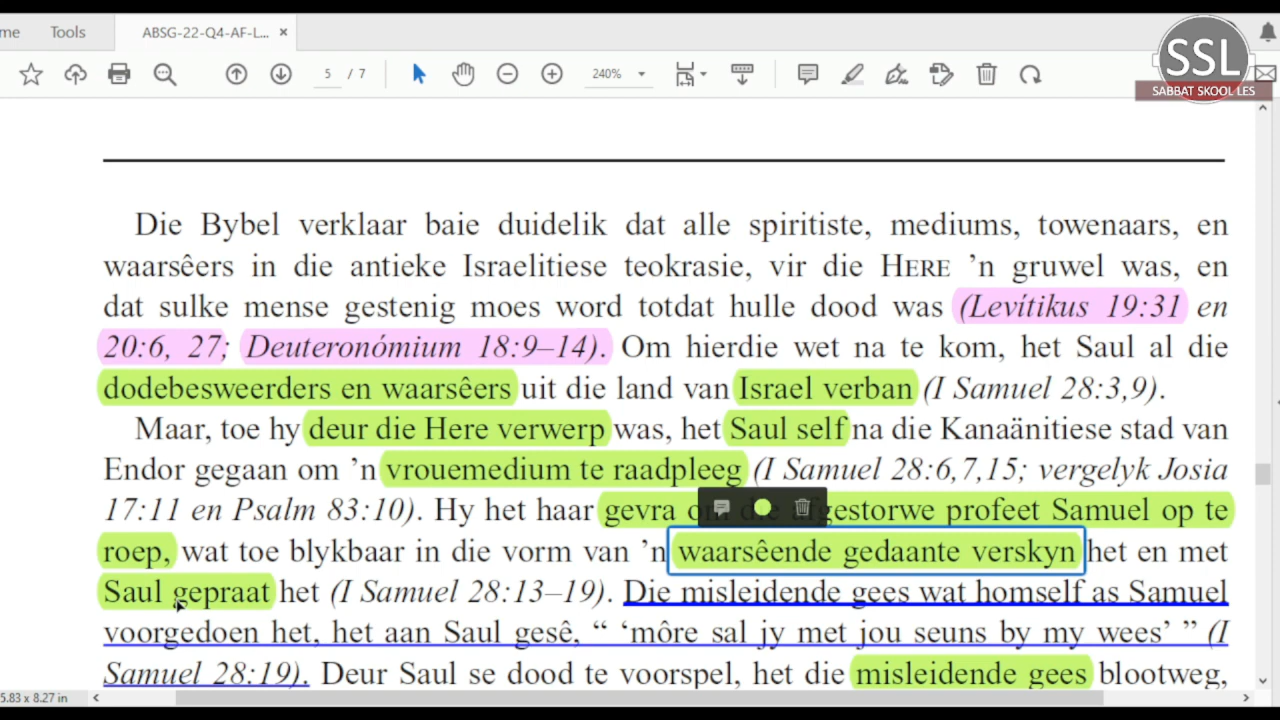 me Tools ABSG-22-Q4-AF-L... ×
SSL
SABBAT SKOOL LES
5 / 7 240%
Die Bybel verklaar baie duidelik dat alle spiritiste, mediums, towenaars, en
waarsêers in die antieke Israelitiese teokrasie, vir die HERE ’n gruwel was, en
dat sulke mense gestenig moes word totdat hulle dood was (Levítikus 19:31 en
20:6, 27; Deuteronómium 18:9–14). Om hierdie wet na te kom, het Saul al die
dodebesweerders en waarsêers uit die land van Israel verban (I Samuel 28:3,9).
Maar, toe hy deur die Here verwerp was, het Saul self na die Kanaänitiese stad van
Endor gegaan om ’n vrouemedium te raadpleeg (I Samuel 28:6,7,15; vergelyk Josia
17:11 en Psalm 83:10). Hy het haar gevra om die afgestorwe profeet Samuel op te
roep, wat toe blykbaar in die vorm van ’n waarsêende gedaante verskyn het en met
Saul gepraat het (I Samuel 28:13–19). Die misleidende gees wat homself as Samuel
voorgedoen het, het aan Saul gesê, “ ‘môre sal jy met jou seuns by my wees’ ” (I
Samuel 28:19). Deur Saul se dood te voorspel, het die misleidende gees blootweg,
5.83 x 8.27 in